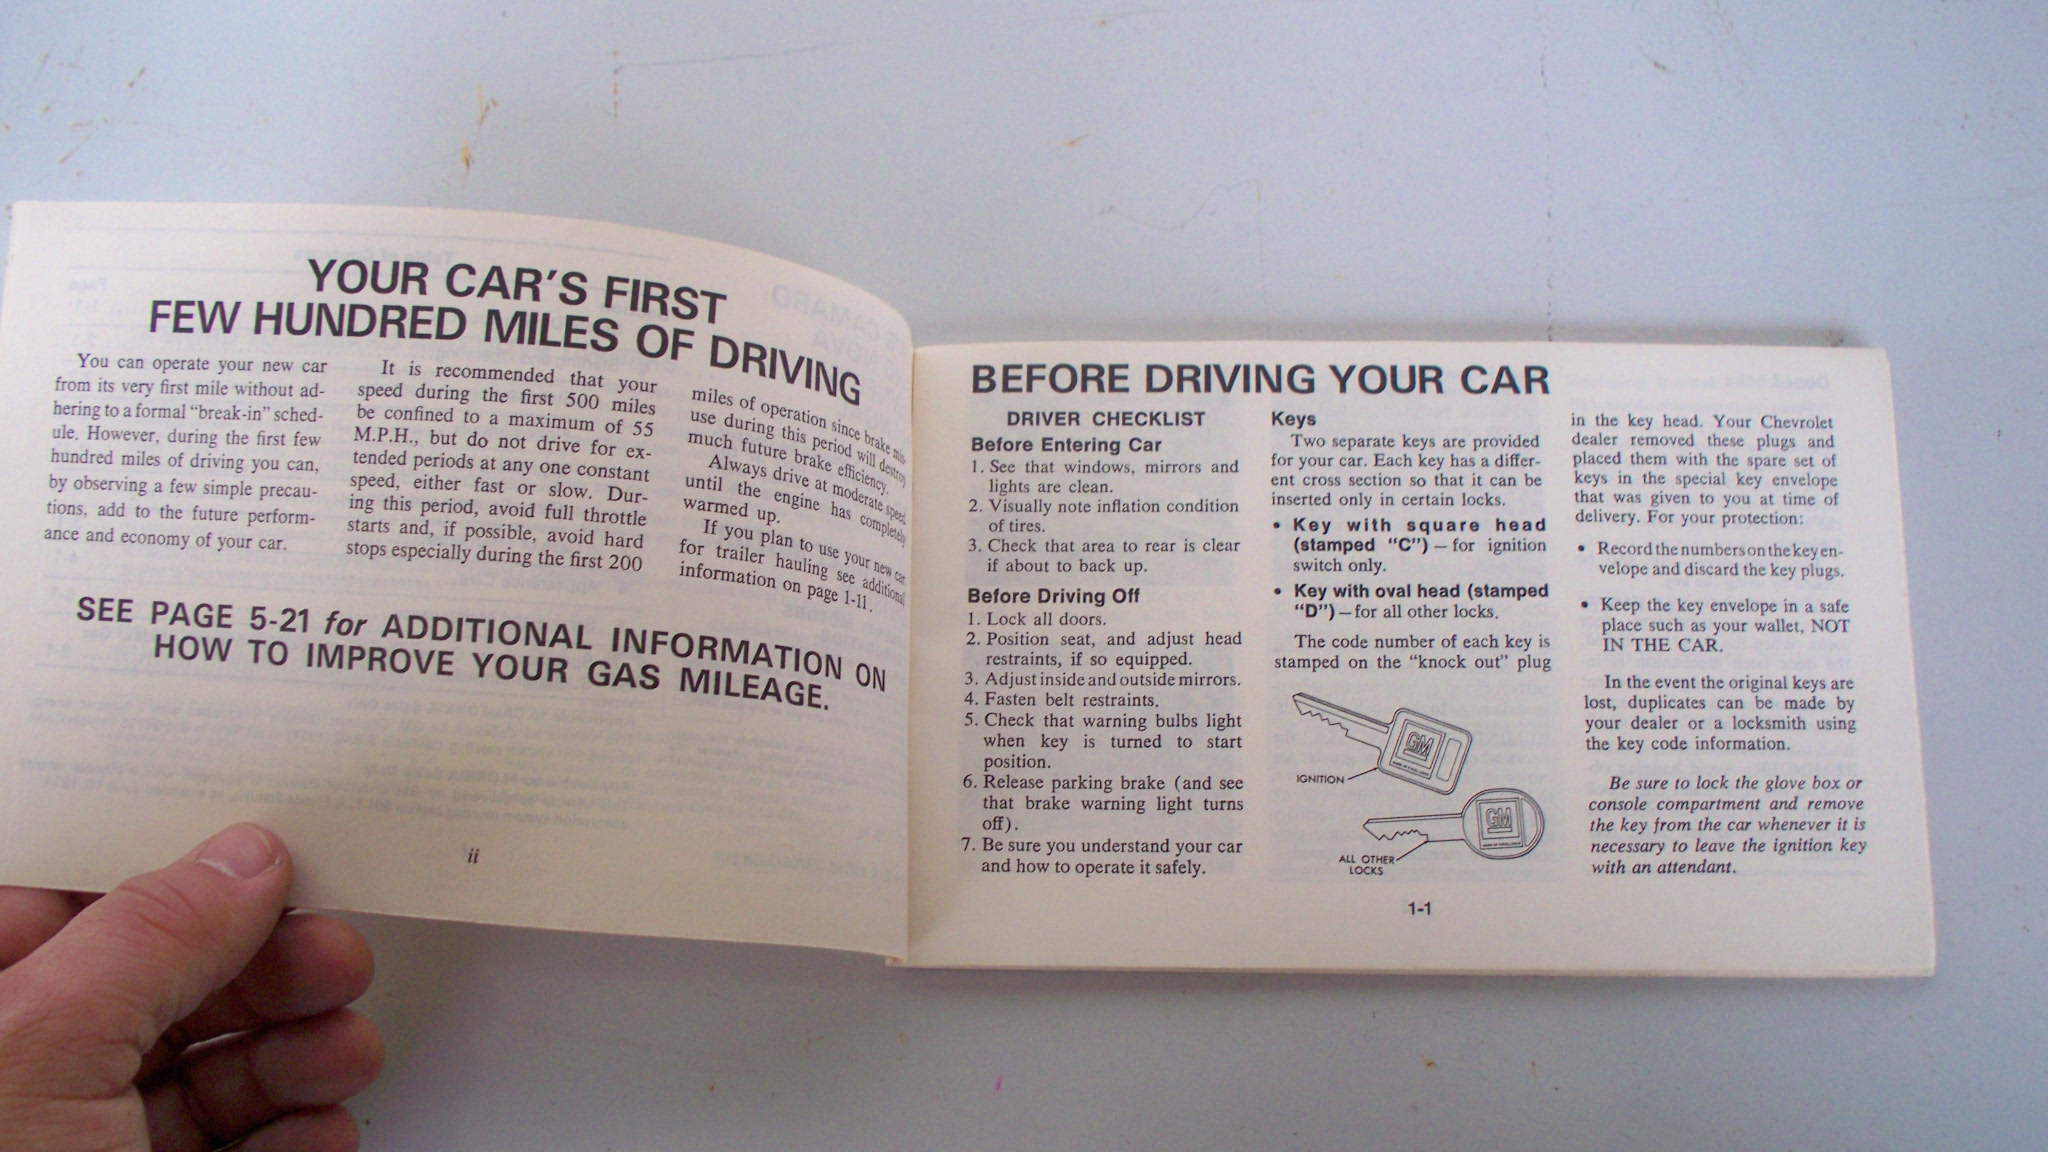 YOUR CAR'S FIRST
FEW HUNDRED MILES OF DRIVING
You can operate your new car
from its very first mile without ad-
hering to a formal "break-in" sched-
ule. However, during the first few
hundred miles of driving you can,
by observing a few simple precau-
tions, add to the future perform-
ance and economy of your car.
It is recommended that your
speed during the first 500 miles
be confined to a maximum of 55
M.P.H., but do not drive for ex-
tended periods at any one constant
speed, either fast or slow. Dur-
ing this period, avoid full throttle
starts and, if possible, avoid hard
stops especially during the first 200
miles of operation since brake mis-
use during this period will destroy
much future brake efficiency.
Always drive at moderate speed
until the engine has completely
warmed up.
If you plan to use your new car
for trailer hauling see additional
information on page 1-11.
SEE PAGE 5-21 for ADDITIONAL INFORMATION ON
HOW TO IMPROVE YOUR GAS MILEAGE.
ii
BEFORE DRIVING YOUR CAR
DRIVER CHECKLIST
Before Entering Car
1. See that windows, mirrors and
lights are clean.
2. Visually note inflation condition
of tires.
3. Check that area to rear is clear
if about to back up.
Before Driving Off
1. Lock all doors.
2. Position seat, and adjust head
restraints, if so equipped.
3. Adjust inside and outside mirrors.
4. Fasten belt restraints.
5. Check that warning bulbs light
when key is turned to start
position.
6. Release parking brake (and see
that brake warning light turns
off).
7. Be sure you understand your car
and how to operate it safely.
Keys
Two separate keys are provided
for your car. Each key has a differ-
ent cross section so that it can be
inserted only in certain locks.
• Key with square head
(stamped "C") – for ignition
switch only.
• Key with oval head (stamped
"D") – for all other locks.
The code number of each key is
stamped on the "knock out" plug
GM
MARK OF EXCELLENCE
IGNITION
GM
MARK OF EXCELLENCE
ALL OTHER
LOCKS
in the key head. Your Chevrolet
dealer removed these plugs and
placed them with the spare set of
keys in the special key envelope
that was given to you at time of
delivery. For your protection:
• Record the numbers on the key en-
velope and discard the key plugs.
• Keep the key envelope in a safe
place such as your wallet, NOT
IN THE CAR.
In the event the original keys are
lost, duplicates can be made by
your dealer or a locksmith using
the key code information.
Be sure to lock the glove box or
console compartment and remove
the key from the car whenever it is
necessary to leave the ignition key
with an attendant.
1-1